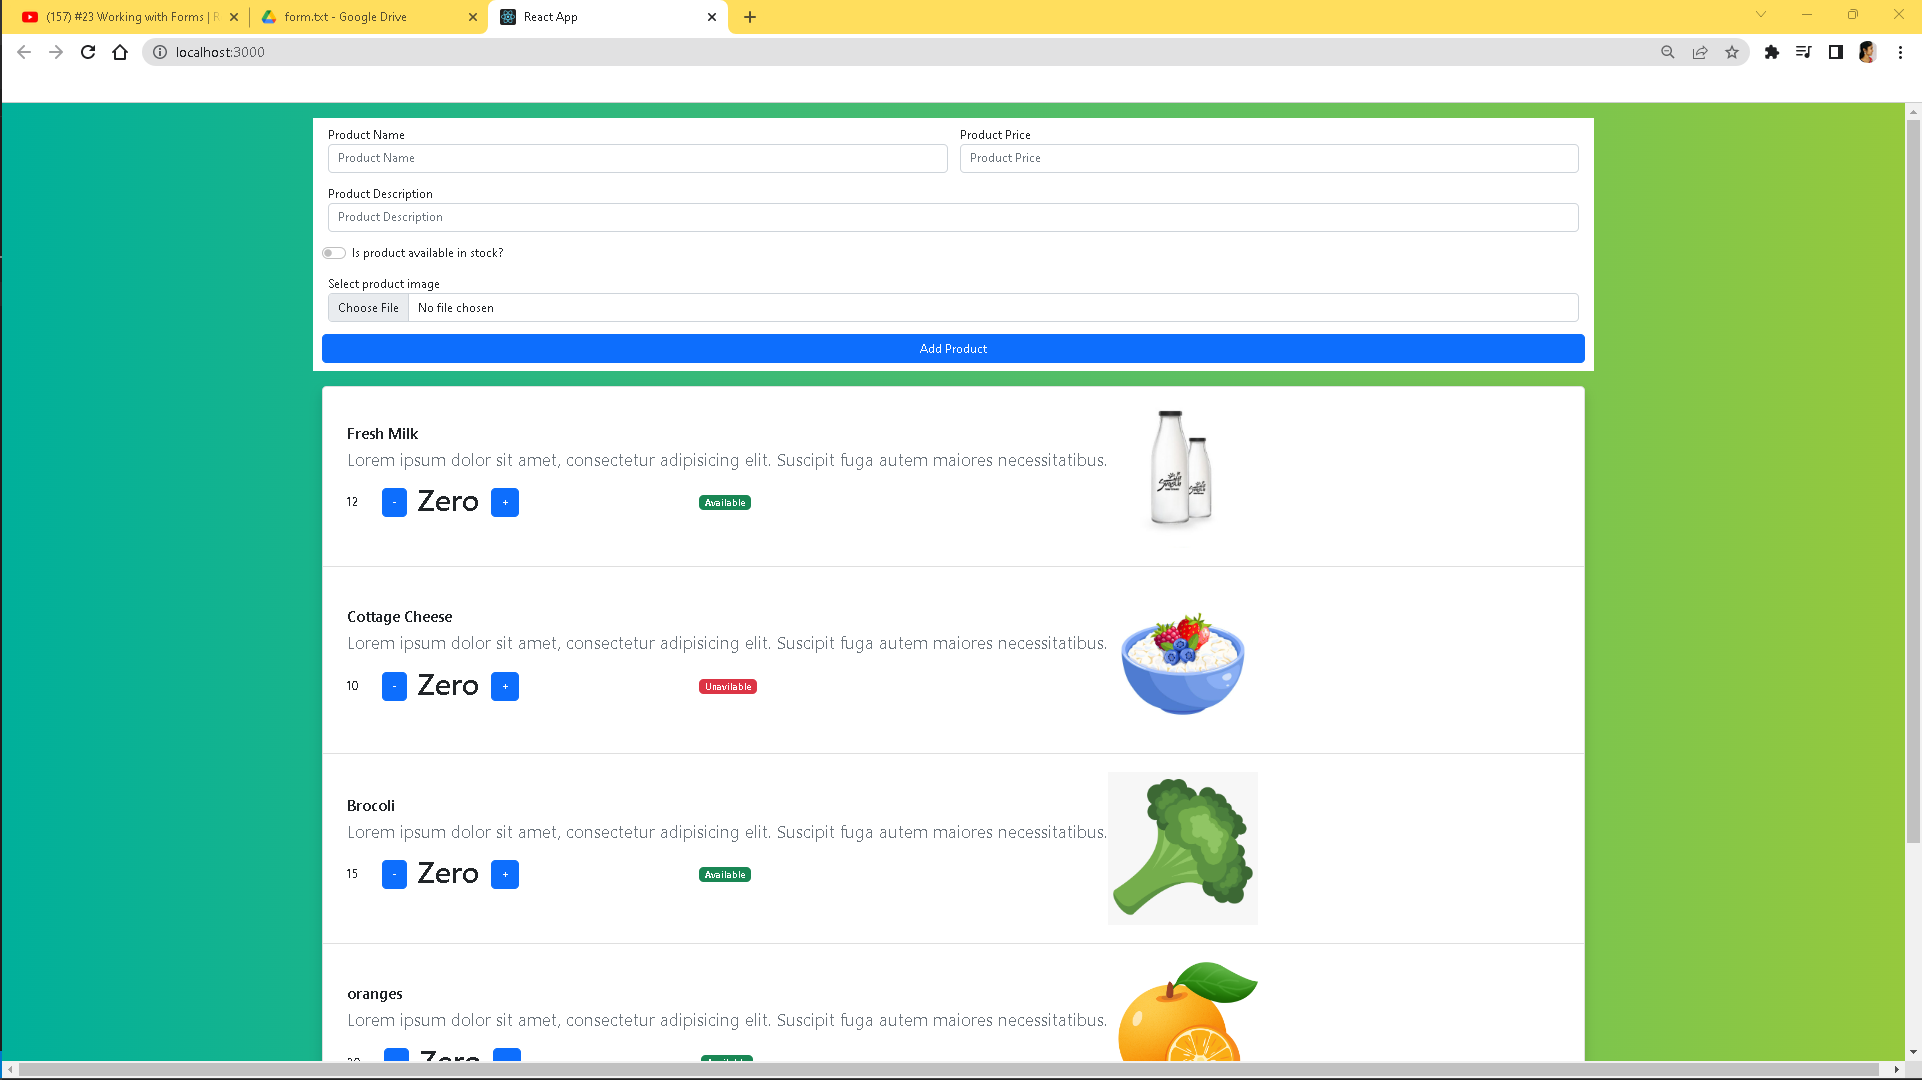 (157) #23 Working with Forms | R
form.txt - Google Drive
React App
localhost:3000
Product Name
Product Price
Product Name
Product Price
Product Description
Product Description
Is product available in stock?
Select product image
Choose File
No file chosen
Add Product
Fresh Milk
Lorem ipsum dolor sit amet, consectetur adipisicing elit. Suscipit fuga autem maiores necessitatibus.
12 - Zero + Available
Cottage Cheese
Lorem ipsum dolor sit amet, consectetur adipisicing elit. Suscipit fuga autem maiores necessitatibus.
10 - Zero + Unavailable
Brocoli
Lorem ipsum dolor sit amet, consectetur adipisicing elit. Suscipit fuga autem maiores necessitatibus.
15 - Zero + Available
oranges
Lorem ipsum dolor sit amet, consectetur adipisicing elit. Suscipit fuga autem maiores necessitatibus.
Zero